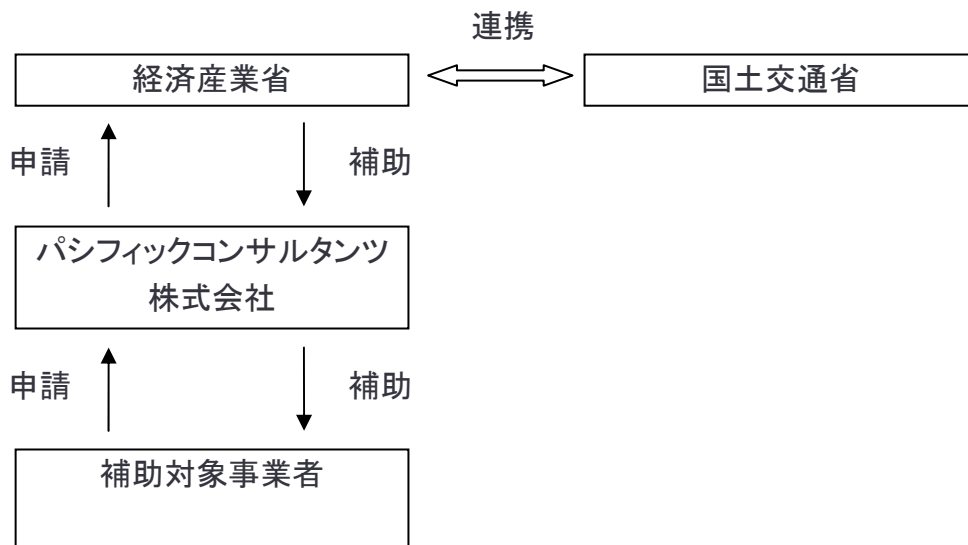 連携
経済産業省
国土交通省
申請
補助
パシフィックコンサルタンツ
株式会社
申請
補助
補助対象事業者